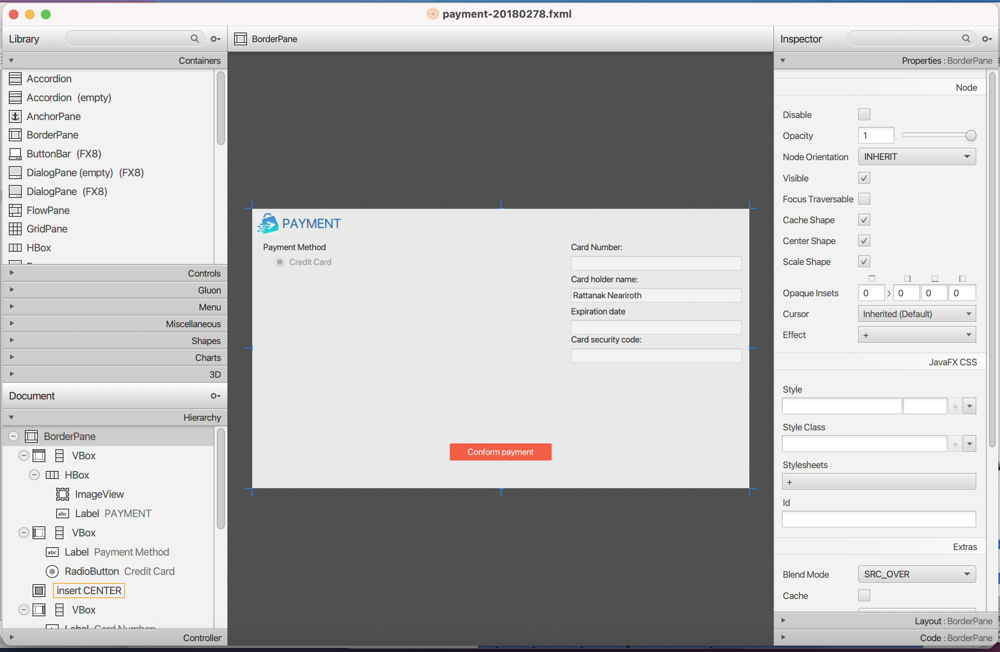 payment-20180278.fxml
Library
BorderPane
Inspector
Containers
Properties : BorderPane
Accordion
Accordion (empty)
AnchorPane
BorderPane
ButtonBar (FX8)
DialogPane (empty) (FX8)
DialogPane (FX8)
FlowPane
GridPane
HBox
Controls
Gluon
Menu
Miscellaneous
Shapes
Charts
3D
Document
Hierarchy
BorderPane
VBox
HBox
ImageView
abc Label PAYMENT
VBox
abc Label Payment Method
RadioButton Credit Card
insert CENTER
VBox
Label Card Number:
Controller
PAYMENT
Payment Method
Credit Card
Card Number:
Card holder name:
Rattanak Neariroth
Expiration date
Card security code:
Conform payment
Node
Disable
Opacity 1
Node Orientation INHERIT
Visible
Focus Traversable
Cache Shape
Center Shape
Scale Shape
Opaque Insets 0 > 0 0 0
Cursor Inherited (Default)
Effect +
JavaFX CSS
Style
+
Style Class
+
Stylesheets
+
Id
Extras
Blend Mode SRC_OVER
Cache
Layout : BorderPane
Code : BorderPane